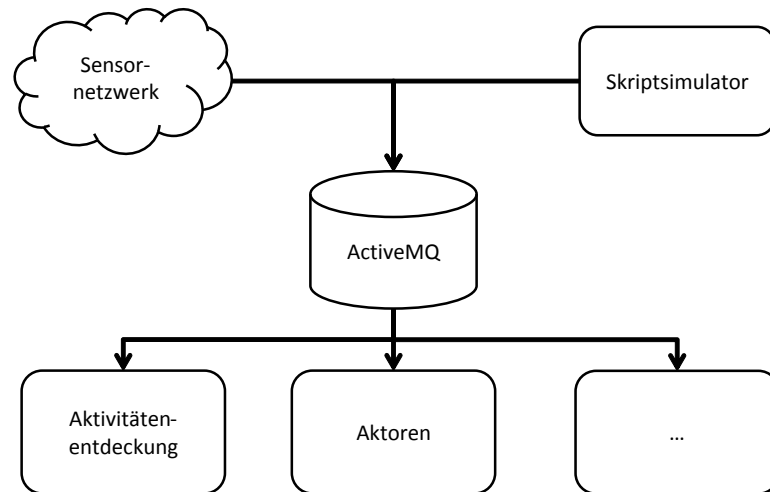 Sensor-
netzwerk
Skriptsimulator
ActiveMQ
Aktivitäten-
entdeckung
Aktoren
...